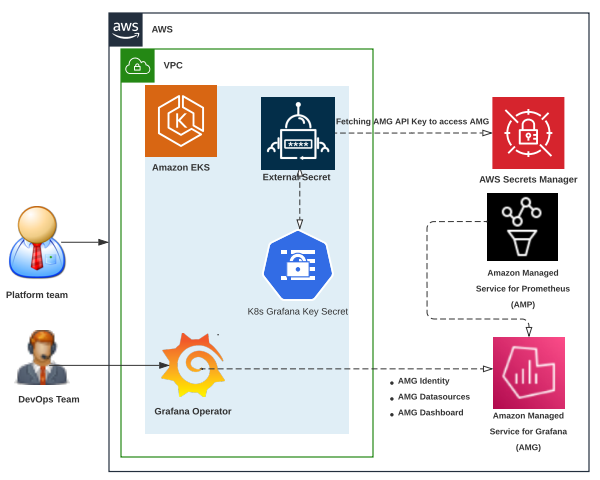 aws
AWS
VPC
Amazon EKS
****
External Secret
Fetching AMG API Key to access AMG
AWS Secrets Manager
Amazon Managed
Service for Prometheus
(AMP)
K8s Grafana Key Secret
Platform team
DevOps Team
Grafana Operator
• AMG Identity
• AMG Datasources
• AMG Dashboard
Amazon Managed
Service for Grafana
(AMG)